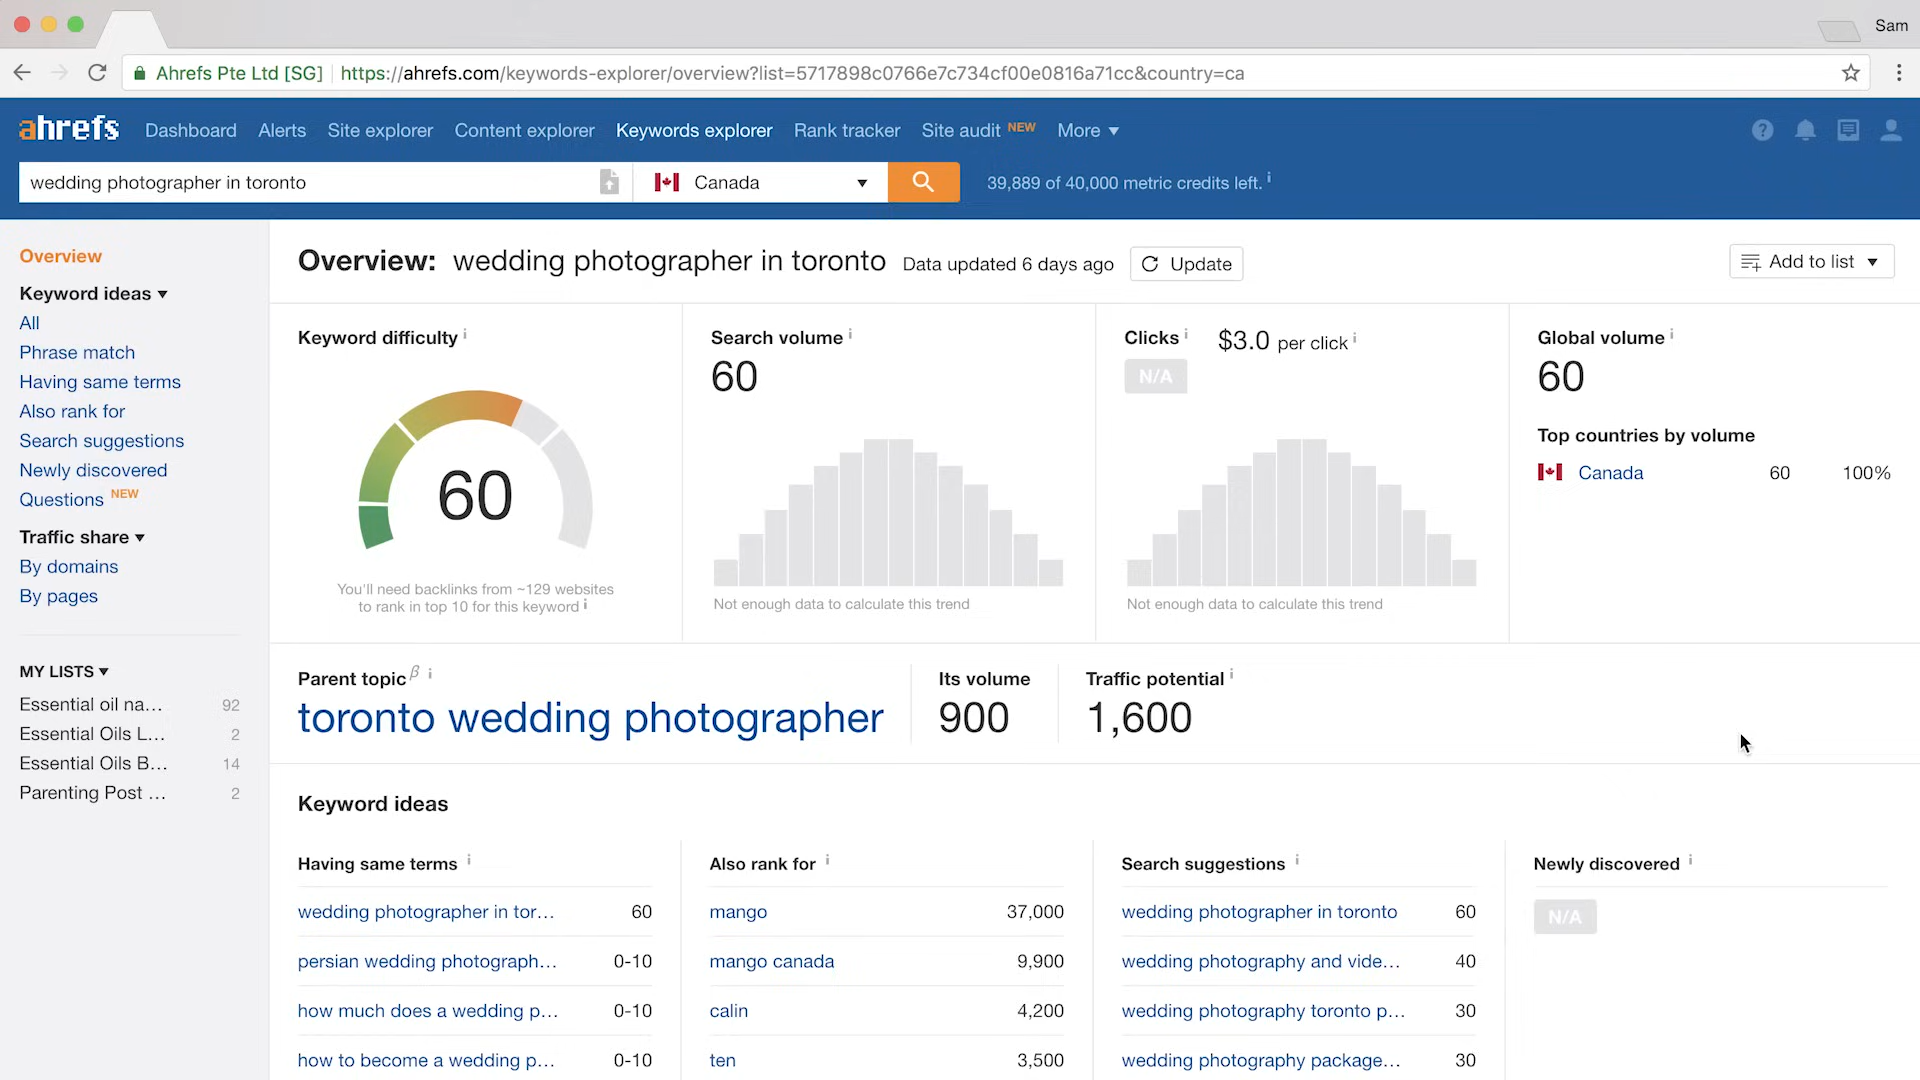 Sam
Ahrefs Pte Ltd [SG] https://ahrefs.com/keywords-explorer/overview?list=5717898c0766e7c734cf00e0816a71cc&country=ca
ahrefs Dashboard Alerts Site explorer Content explorer Keywords explorer Rank tracker Site audit NEW More
wedding photographer in toronto Canada 39,889 of 40,000 metric credits left. i
Overview
Keyword ideas
All
Phrase match
Having same terms
Also rank for
Search suggestions
Newly discovered
Questions NEW
Traffic share
By domains
By pages
MY LISTS
Essential oil na... 92
Essential Oils L... 2
Essential Oils B... 14
Parenting Post ... 2
Overview: wedding photographer in toronto Data updated 6 days ago Update Add to list
Keyword difficulty i
60
You'll need backlinks from ~129 websites
to rank in top 10 for this keyword i
Search volume i
60
Not enough data to calculate this trend
Clicks i $3.0 per click i
N/A
Not enough data to calculate this trend
Global volume i
60
Top countries by volume
Canada 60 100%
Parent topic β i
toronto wedding photographer
Its volume
900
Traffic potential i
1,600
Keyword ideas
Having same terms i
wedding photographer in tor... 60
persian wedding photograph... 0-10
how much does a wedding p... 0-10
how to become a wedding p... 0-10
Also rank for i
mango 37,000
mango canada 9,900
calin 4,200
ten 3,500
Search suggestions i
wedding photographer in toronto 60
wedding photography and vide... 40
wedding photography toronto p... 30
wedding photography package... 30
Newly discovered i
N/A